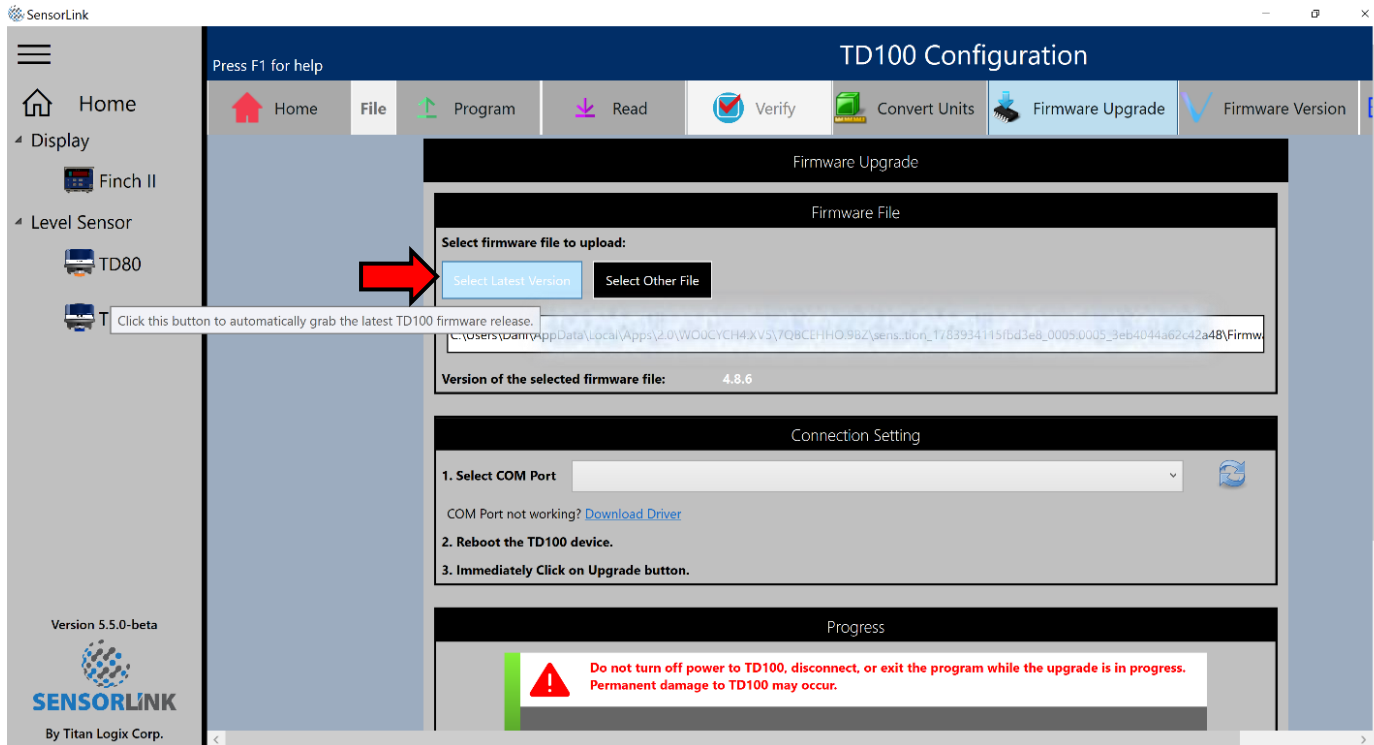 SensorLink
Press F1 for help
TD100 Configuration
Home
Display
Finch II
Level Sensor
TD80
T
Home
File
Program
Read
Verify
Convert Units
Firmware Upgrade
Firmware Version
Firmware Upgrade
Firmware File
Select firmware file to upload:
Select Latest Version
Select Other File
Click this button to automatically grab the latest TD100 firmware release.
Version of the selected firmware file: 4.8.6
Connection Setting
1. Select COM Port
COM Port not working? Download Driver
2. Reboot the TD100 device.
3. Immediately Click on Upgrade button.
Progress
Do not turn off power to TD100, disconnect, or exit the program while the upgrade is in progress.
Permanent damage to TD100 may occur.
Version 5.5.0-beta
SENSORLINK
By Titan Logix Corp.